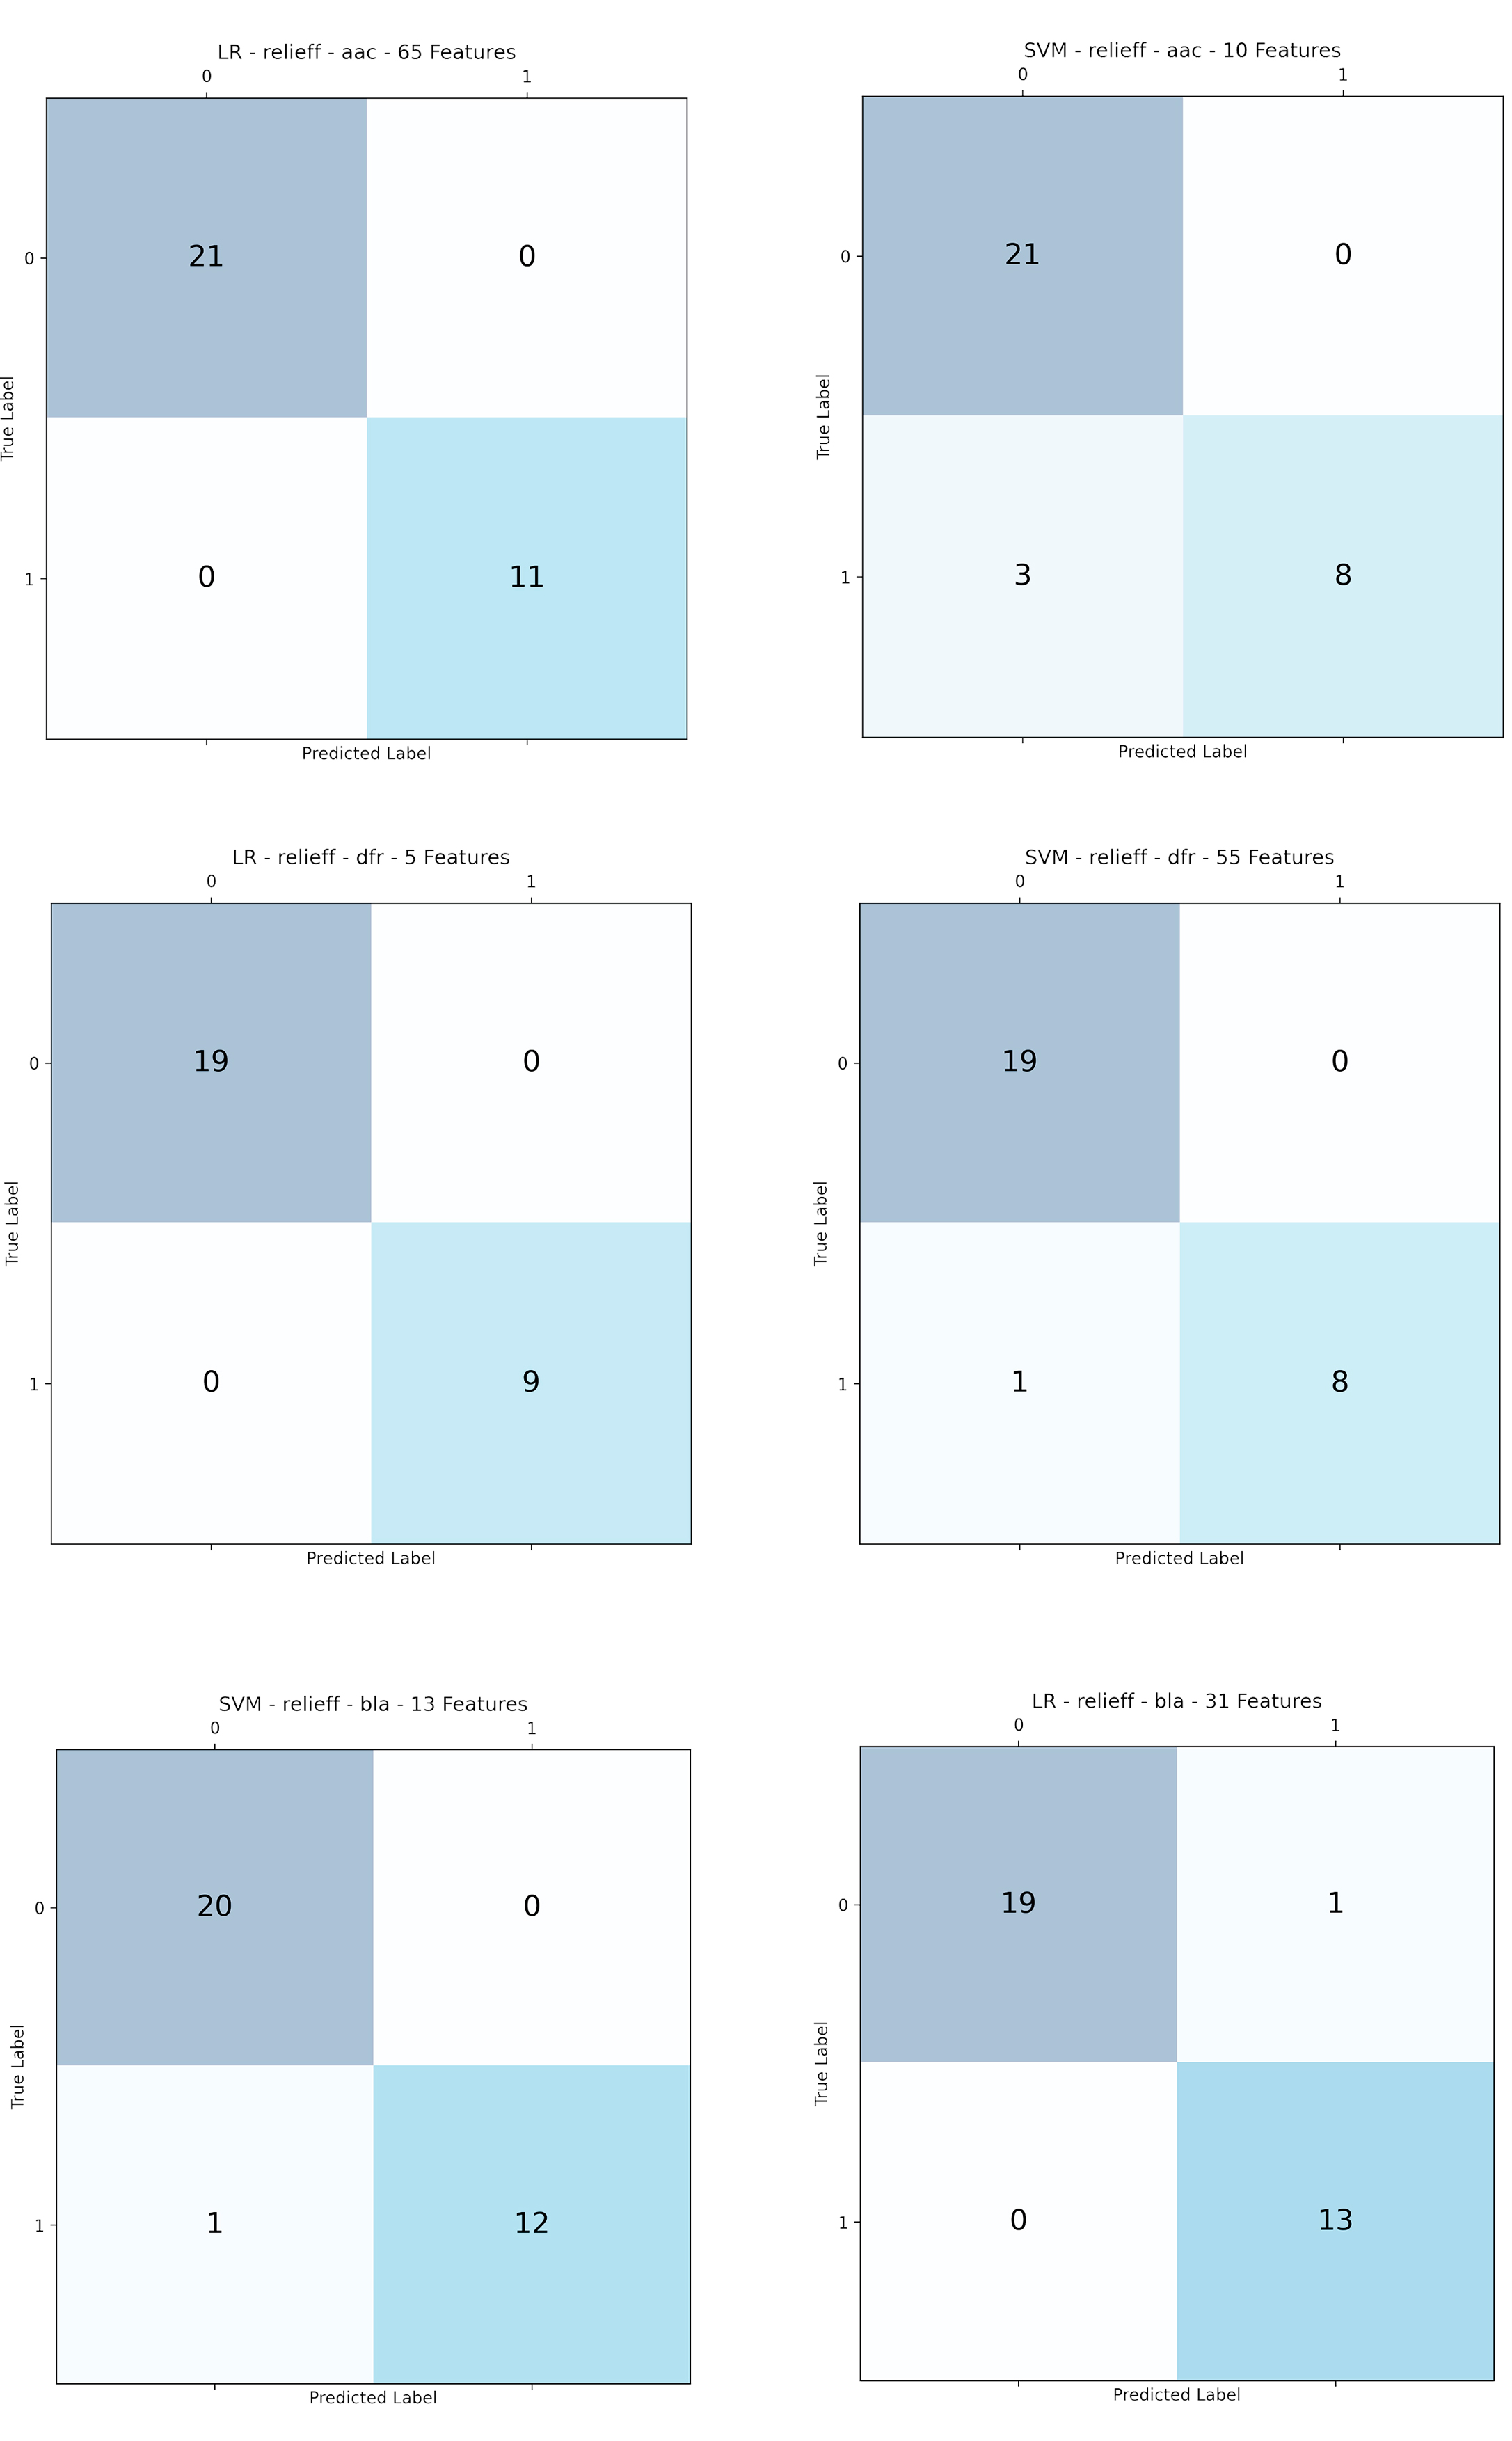 LR - relieff - aac - 65 Features
0 1
0 21 0
True Label
1 0 11
Predicted Label
SVM - relieff - aac - 10 Features
0 1
0 21 0
True Label
1 3 8
Predicted Label
LR - relieff - dfr - 5 Features
0 1
0 19 0
True Label
1 0 9
Predicted Label
SVM - relieff - dfr - 55 Features
0 1
0 19 0
True Label
1 1 8
Predicted Label
SVM - relieff - bla - 13 Features
0 1
0 20 0
True Label
1 1 12
Predicted Label
LR - relieff - bla - 31 Features
0 1
0 19 1
True Label
1 0 13
Predicted Label